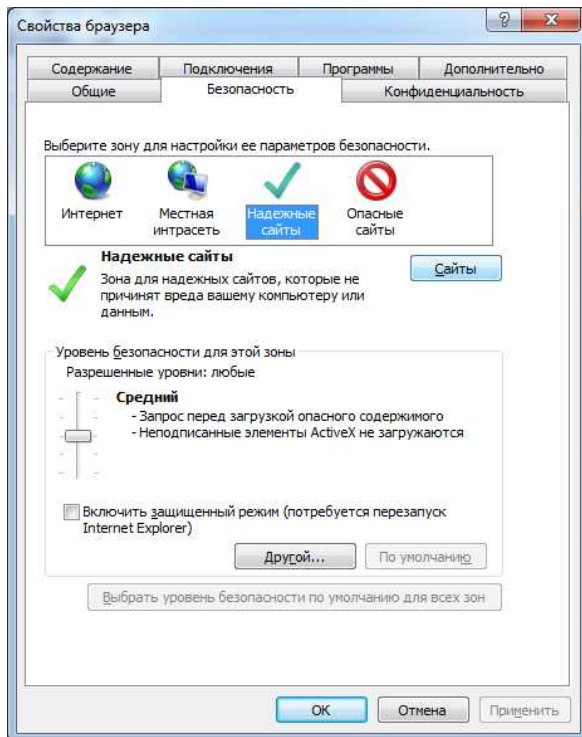 Свойства браузера
Содержание Подключения Программы Дополнительно
Общие Безопасность Конфиденциальность
Выберите зону для настройки ее параметров безопасности.
Интернет Местная интрасеть Надежные сайты Опасные сайты
Надежные сайты
Сайты
Зона для надежных сайтов, которые не
причинят вреда вашему компьютеру или
данным.
Уровень безопасности для этой зоны
Разрешенные уровни: любые
Средний
- Запрос перед загрузкой опасного содержимого
- Неподписанные элементы ActiveX не загружаются
Включить защищенный режим (потребуется перезапуск
Internet Explorer)
Другой... По умолчанию
Выбрать уровень безопасности по умолчанию для всех зон
ОК Отмена Применить